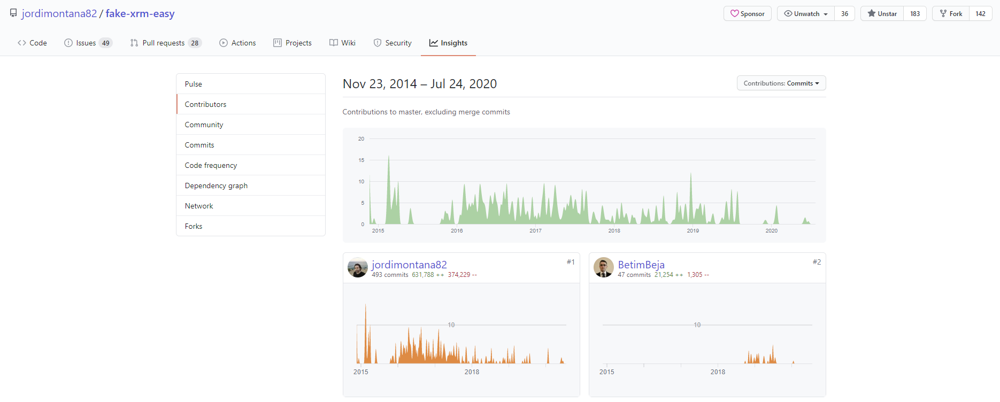 jordimontana82 / fake-xrm-easy
Sponsor
Unwatch 36
Unstar 183
Fork 142
Code
Issues 49
Pull requests 28
Actions
Projects
Wiki
Security
Insights
Pulse
Contributors
Community
Commits
Code frequency
Dependency graph
Network
Forks
Nov 23, 2014 – Jul 24, 2020
Contributions: Commits
Contributions to master, excluding merge commits
20
15
10
5
0
2015 2016 2017 2018 2019 2020
jordimontana82 #1
493 commits 631,788 ++ 374,229 --
10
2015 2018
BetimBeja #2
47 commits 21,254 ++ 1,305 --
10
2015 2018